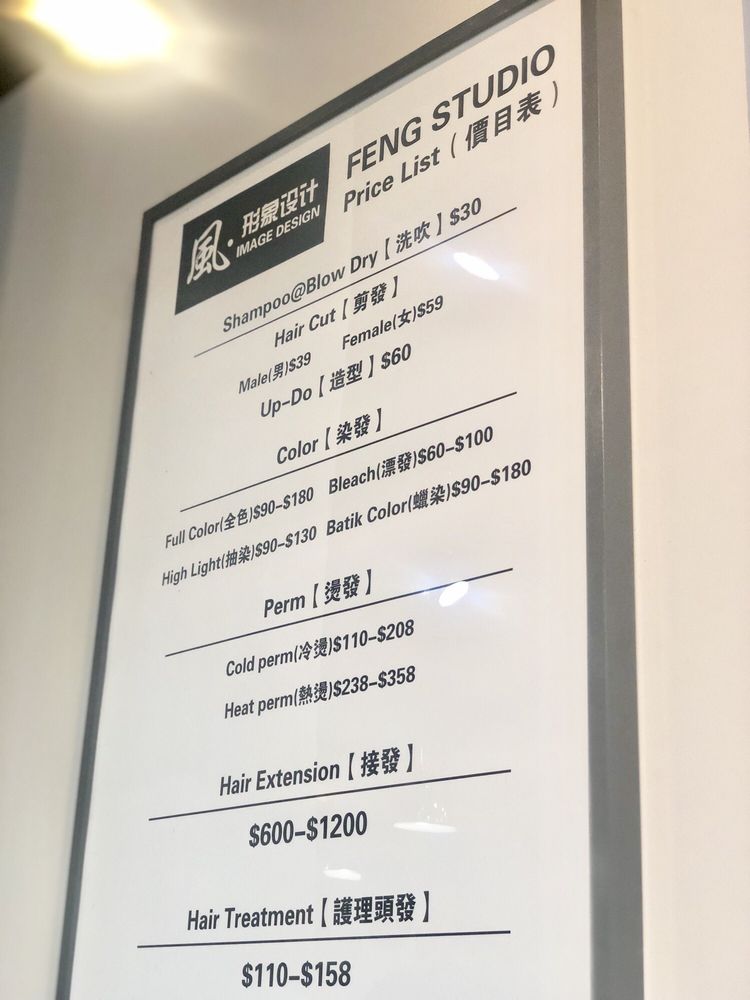 風·形象设计
IMAGE DESIGN
FENG STUDIO
Price List (價目表)
Shampoo@Blow Dry【洗吹】$30
Hair Cut【剪發】
Male(男)$39 Female(女)$59
Up-Do【造型】$60
Color【染發】
Full Color(全色)$90-$180 Bleach(漂發)$60-$100
High Light(抽染)$90-$130 Batik Color(蠟染)$90-$180
Perm【燙發】
Cold perm(冷燙)$110-$208
Heat perm(熱燙)$238-$358
Hair Extension【接發】
$600-$1200
Hair Treatment【護理頭發】
$110-$158